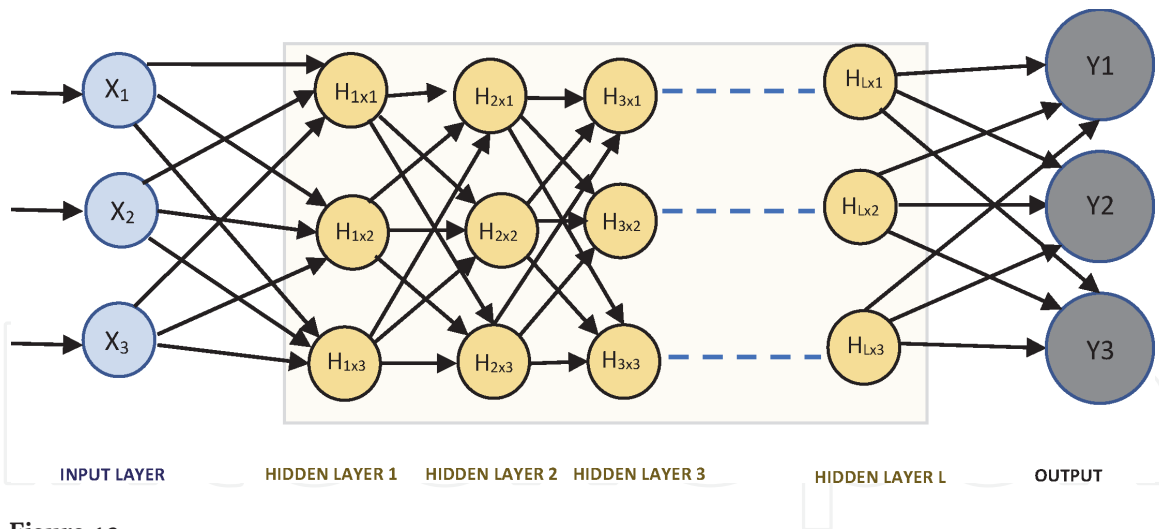 X1 H1x1 H2x1 H3x1 HLx1 Y1
X2 H1x2 H2x2 H3x2 HLx2 Y2
X3 H1x3 H2x3 H3x3 HLx3 Y3
INPUT LAYER HIDDEN LAYER 1 HIDDEN LAYER 2 HIDDEN LAYER 3 HIDDEN LAYER L OUTPUT
Figure